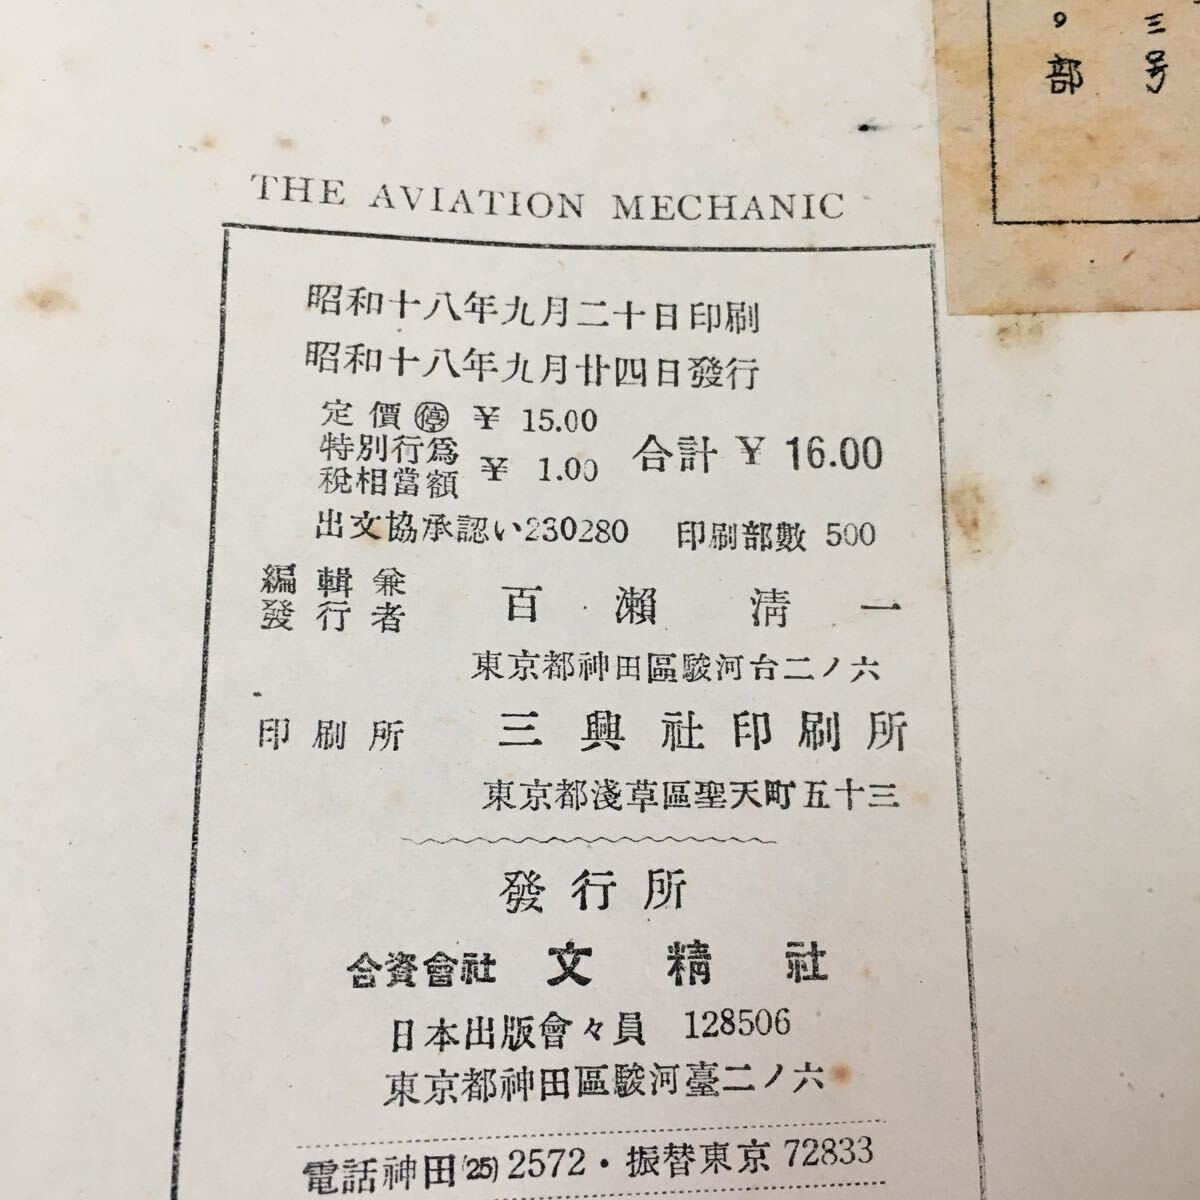 三号
，部
THE AVIATION MECHANIC
昭和十八年九月二十日印刷
昭和十八年九月廿四日發行
定價㊡ ¥ 15.00
特別行爲
稅相當額 ¥ 1.00
合計 ¥ 16.00
出文協承認い230280 印刷部數 500
編輯兼
發行者
百瀨淸一
東京都神田區駿河台二ノ六
印刷所 三興社印刷所
東京都淺草區聖天町五十三
發行所
合資會社 文精社
日本出版會々員 128506
東京都神田區駿河臺二ノ六
電話神田(25)2572・振替東京 72833